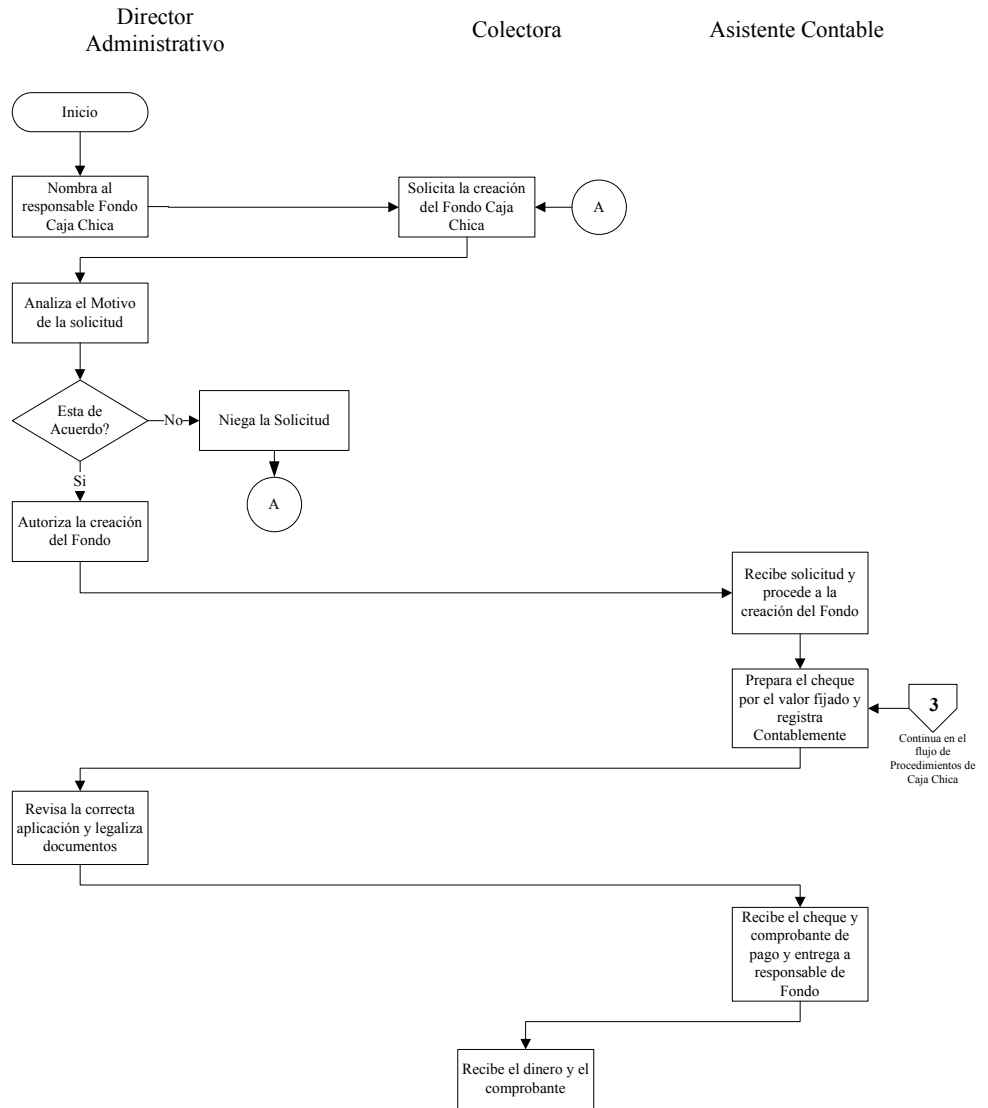 Director
Administrativo
Colectora
Asistente Contable
Inicio
Nombra al
responsable Fondo
Caja Chica
Solicita la creación
del Fondo Caja
Chica
A
Analiza el Motivo
de la solicitud
Esta de
Acuerdo?
No
Niega la Solicitud
Si
A
Autoriza la creación
del Fondo
Recibe solicitud y
procede a la
creación del Fondo
Prepara el cheque
por el valor fijado y
registra
Contablemente
3
Continua en el
flujo de
Procedimientos de
Caja Chica
Revisa la correcta
aplicación y legaliza
documentos
Recibe el cheque y
comprobante de
pago y entrega a
responsable de
Fondo
Recibe el dinero y el
comprobante